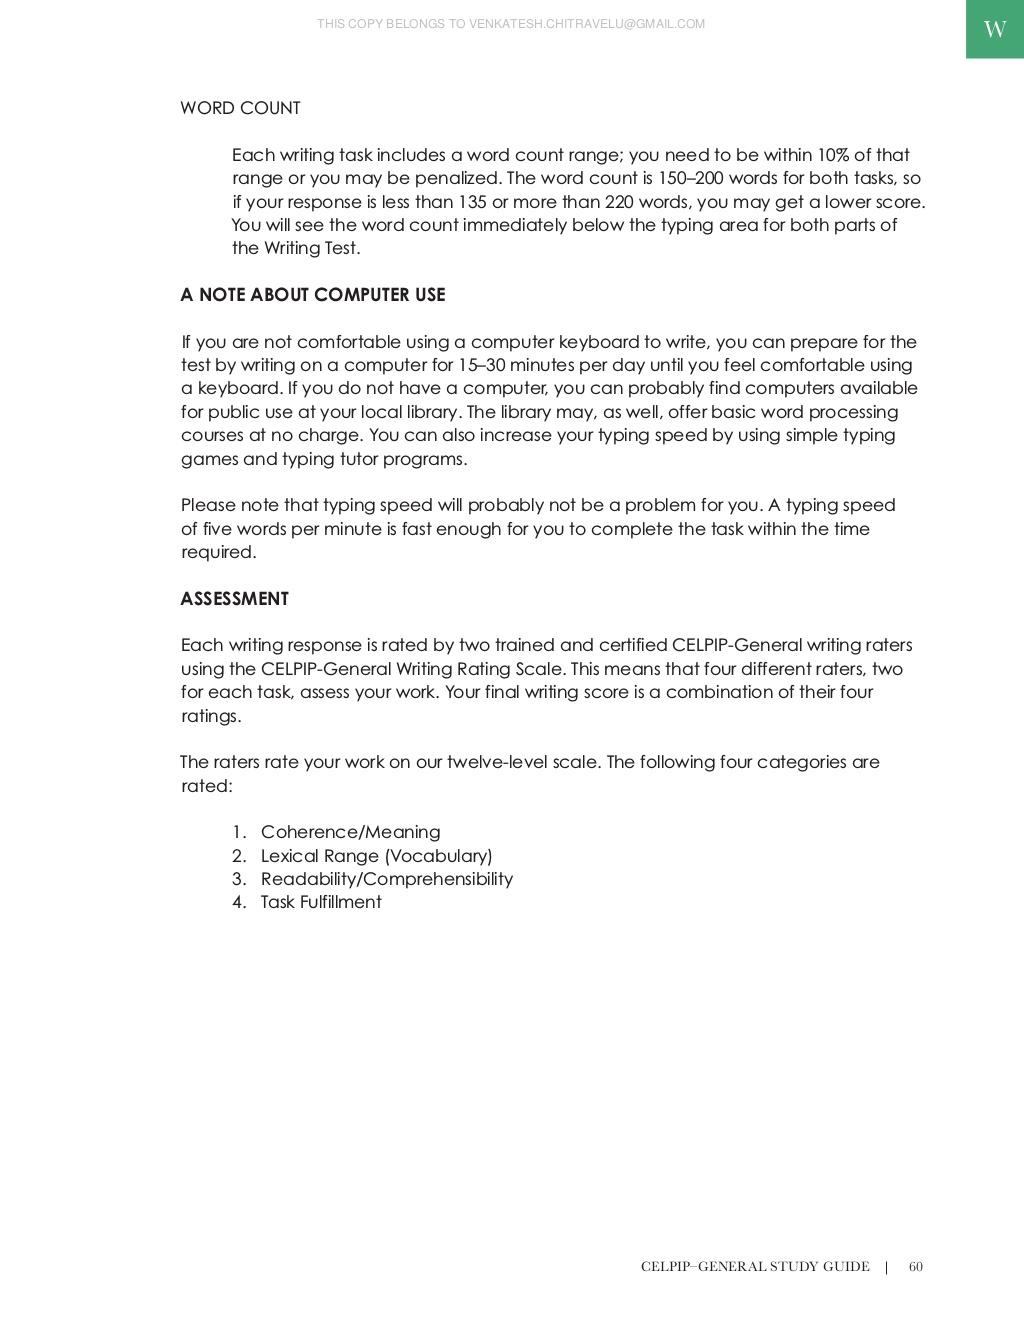 THIS COPY BELONGS TO VENKATESH.CHITRAVELU@GMAIL.COM
W
WORD COUNT
Each writing task includes a word count range; you need to be within 10% of that
range or you may be penalized. The word count is 150–200 words for both tasks, so
if your response is less than 135 or more than 220 words, you may get a lower score.
You will see the word count immediately below the typing area for both parts of
the Writing Test.
A NOTE ABOUT COMPUTER USE
If you are not comfortable using a computer keyboard to write, you can prepare for the
test by writing on a computer for 15–30 minutes per day until you feel comfortable using
a keyboard. If you do not have a computer, you can probably find computers available
for public use at your local library. The library may, as well, offer basic word processing
courses at no charge. You can also increase your typing speed by using simple typing
games and typing tutor programs.
Please note that typing speed will probably not be a problem for you. A typing speed
of five words per minute is fast enough for you to complete the task within the time
required.
ASSESSMENT
Each writing response is rated by two trained and certified CELPIP-General writing raters
using the CELPIP-General Writing Rating Scale. This means that four different raters, two
for each task, assess your work. Your final writing score is a combination of their four
ratings.
The raters rate your work on our twelve-level scale. The following four categories are
rated:
1. Coherence/Meaning
2. Lexical Range (Vocabulary)
3. Readability/Comprehensibility
4. Task Fulfillment
CELPIP–GENERAL STUDY GUIDE | 60